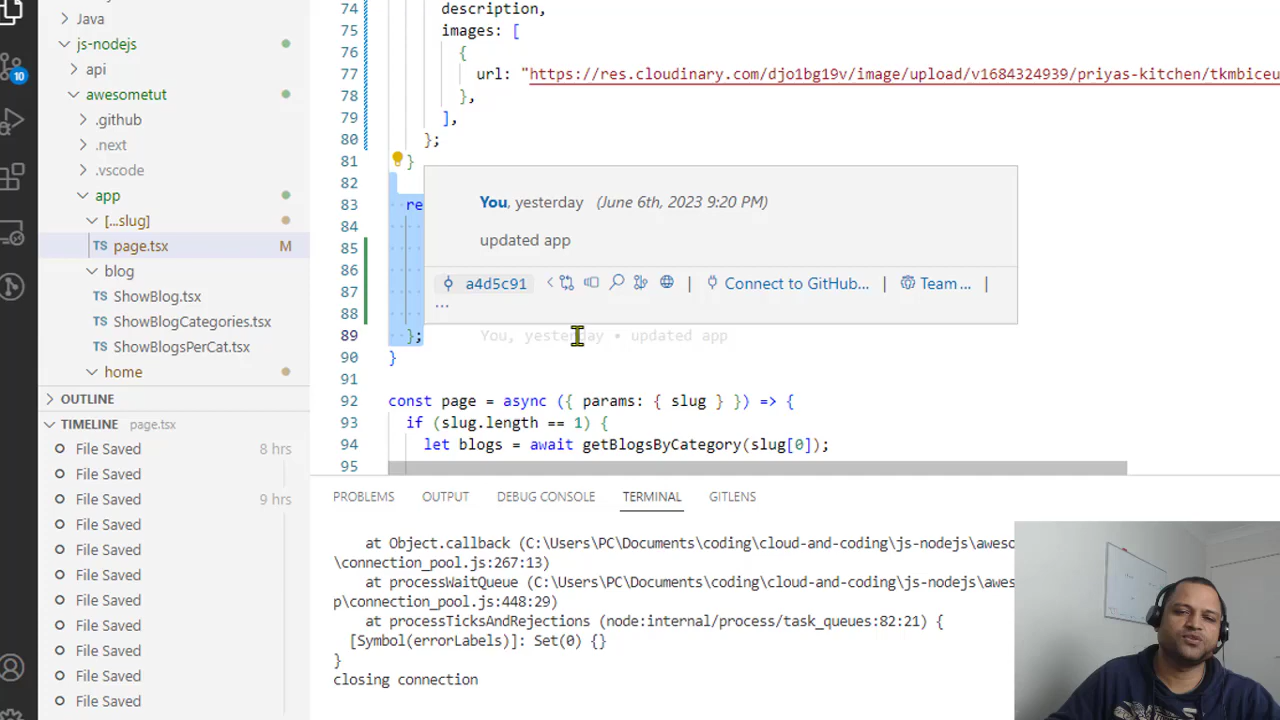 Java
js-nodejs
api
awesometut
.github
.next
.vscode
app
[...slug]
TS page.tsx M
blog
TS ShowBlog.tsx
TS ShowBlogCategories.tsx
TS ShowBlogsPerCat.tsx
home
OUTLINE
TIMELINE page.tsx
File Saved 8 hrs
File Saved
File Saved 9 hrs
File Saved
File Saved
File Saved
File Saved
File Saved
File Saved
File Saved
File Saved
10
74 description,
75 images: [
76 {
77 url: "https://res.cloudinary.com/djo1bg19v/image/upload/v1684324939/priyas-kitchen/tkmbiceu
78 },
79 ],
80 };
81 }
82
83 re
84
85
86
87
88
89 }; You, yesterday • updated app
90 }
91
92 const page = async ({ params: { slug } }) => {
93 if (slug.length == 1) {
94 let blogs = await getBlogsByCategory(slug[0]);
95
You, yesterday (June 6th, 2023 9:20 PM)
updated app
a4d5c91 | Connect to GitHub... | Team... |
...
PROBLEMS OUTPUT DEBUG CONSOLE TERMINAL GITLENS
at Object.callback (C:\Users\PC\Documents\coding\cloud-and-coding\js-nodejs\aweso
\connection_pool.js:267:13)
at processWaitQueue (C:\Users\PC\Documents\coding\cloud-and-coding\js-nodejs\awes
p\connection_pool.js:448:29)
at processTicksAndRejections (node:internal/process/task_queues:82:21) {
[Symbol(errorLabels)]: Set(0) {}
}
closing connection